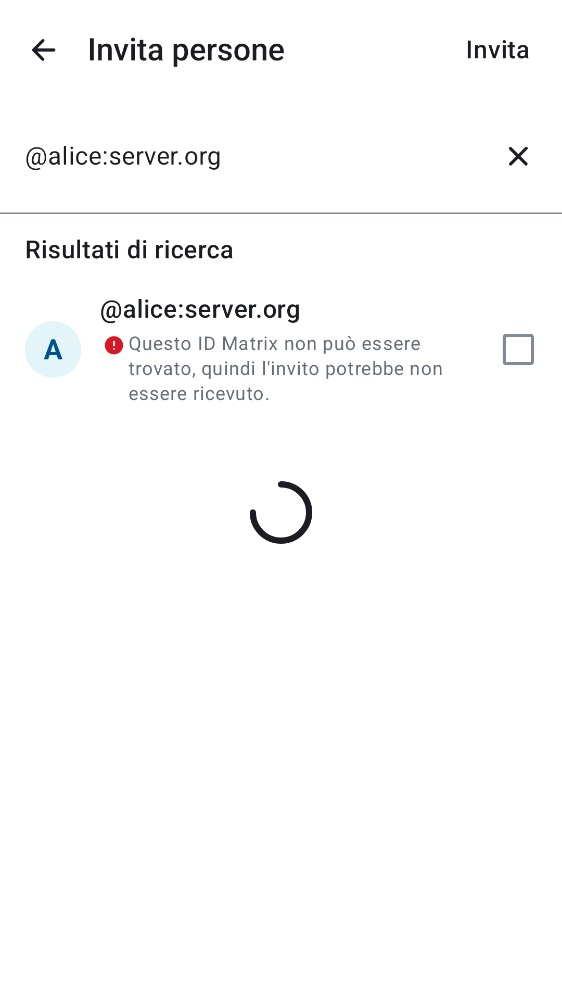 Invita persone
Invita
@alice:server.org
Risultati di ricerca
@alice:server.org
A
Questo ID Matrix non può essere
trovato, quindi l'invito potrebbe non
essere ricevuto.